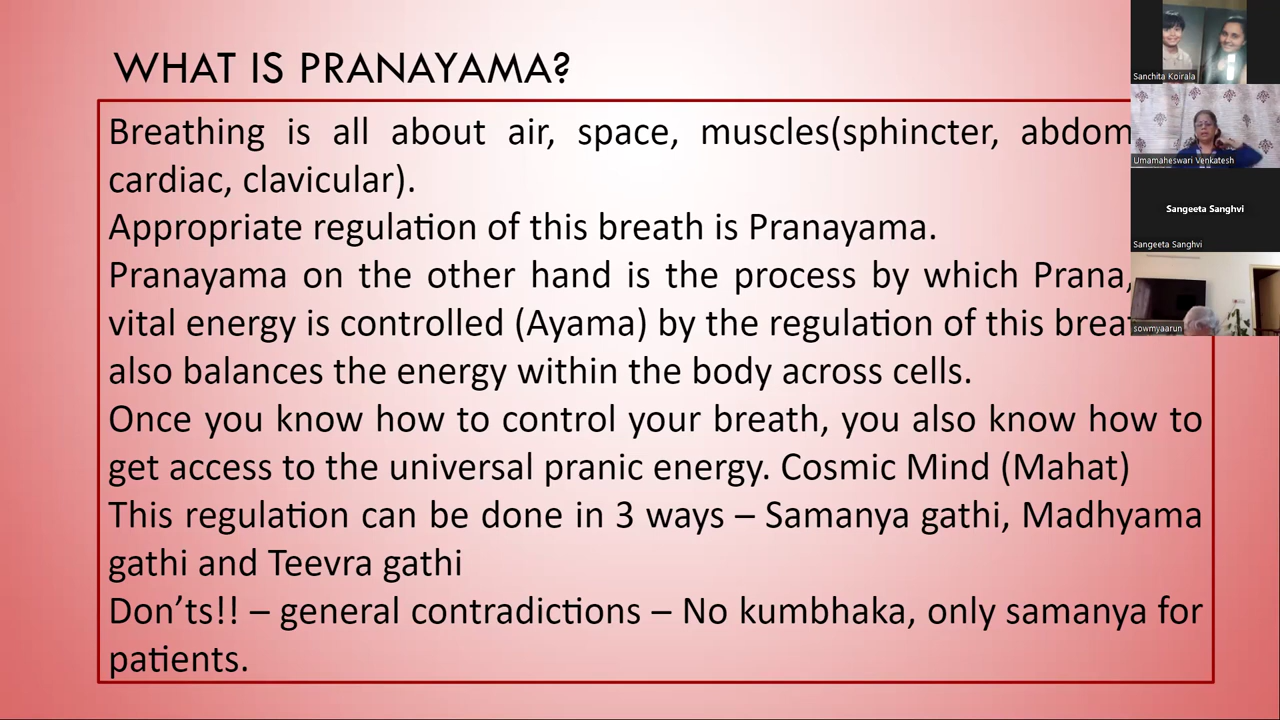 WHAT IS PRANAYAMA?
Breathing is all about air, space, muscles(sphincter,
cardiac, clavicular).
Appropriate regulation of this breath is Pranayama.
Pranayama on the other hand is the process by which Prana,
vital energy is controlled (Ayama) by the regulation of this
also balances the energy within the body across cells.
Once you know how to control your breath, you also know how to
get access to the universal pranic energy. Cosmic Mind (Mahat)
This regulation can be done in 3 ways – Samanya gathi, Madhyama
gathi and Teevra gathi
Don’ts!! – general contradictions – No kumbhaka, only samanya for
patients.
Sanchita Koirala
Umamaheswari Venkatesh
Sangeeta Sanghvi
Sangeeta Sanghvi
sowmyaarun